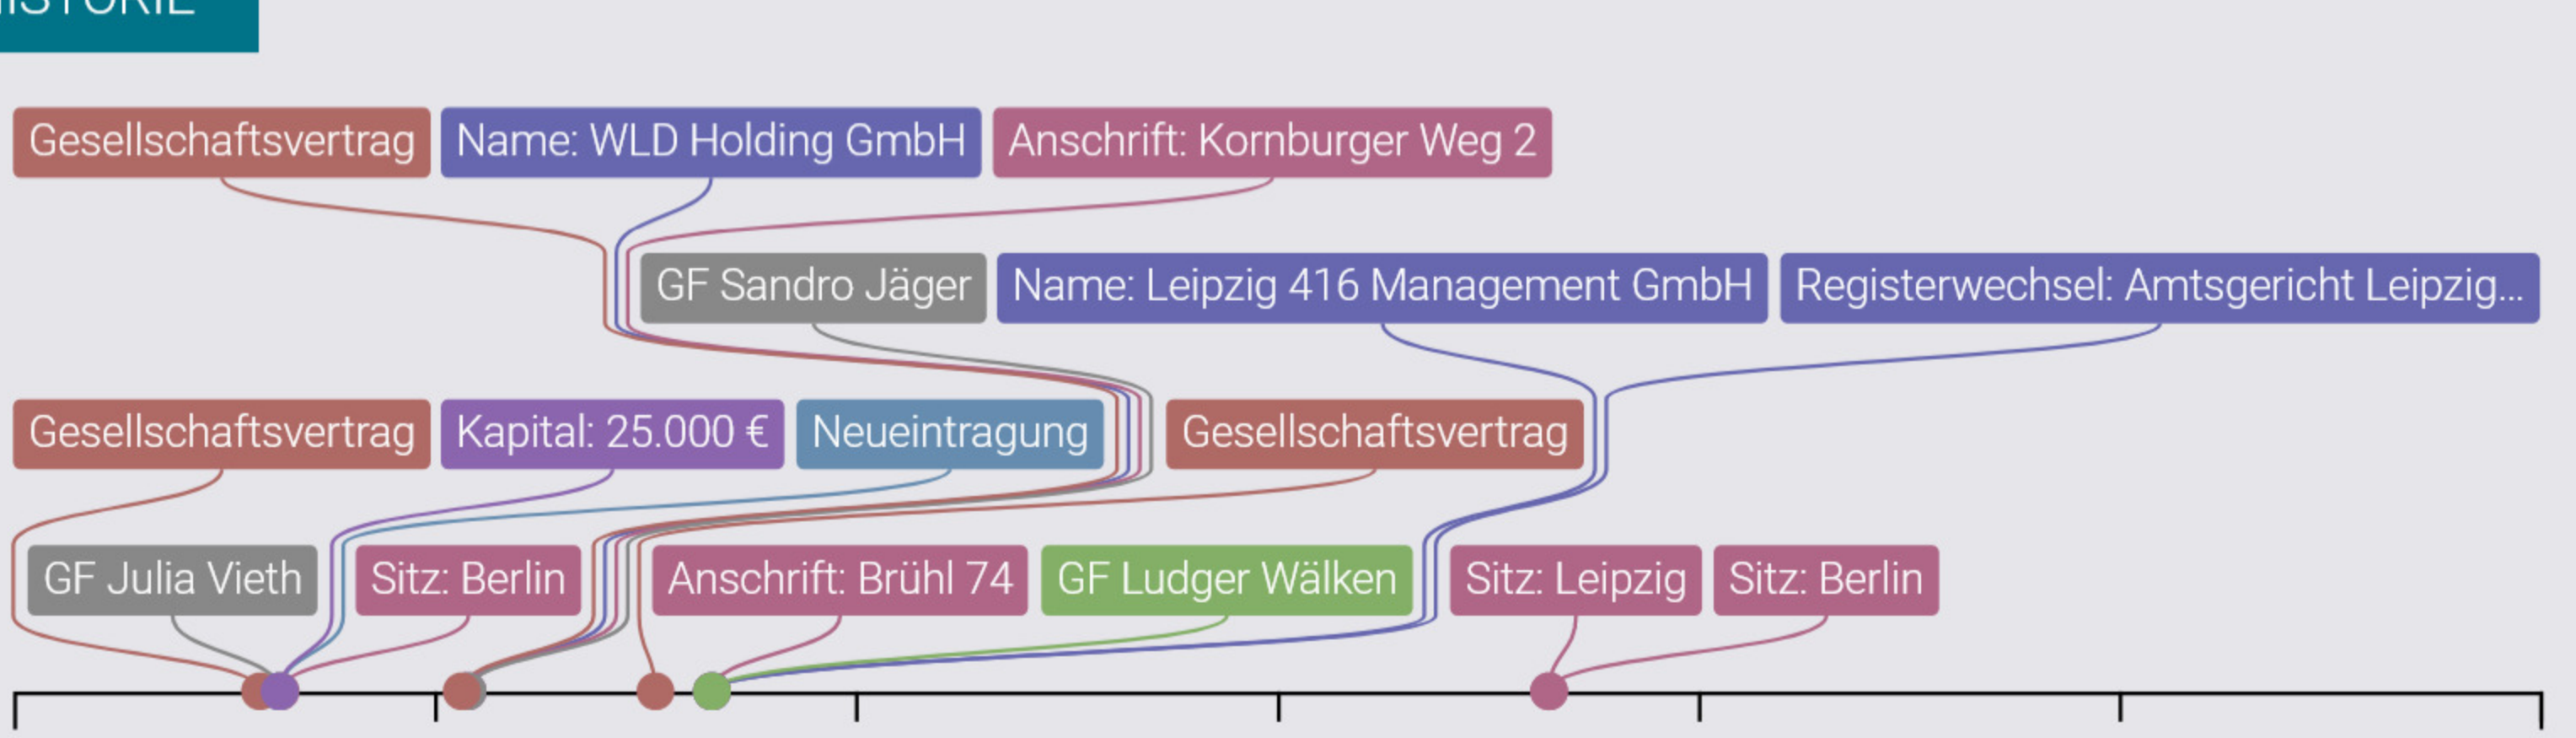 HISTORIE
Gesellschaftsvertrag Name: WLD Holding GmbH Anschrift: Kornburger Weg 2
GF Sandro Jäger Name: Leipzig 416 Management GmbH Registerwechsel: Amtsgericht Leipzig...
Gesellschaftsvertrag Kapital: 25.000 € Neueintragung Gesellschaftsvertrag
GF Julia Vieth Sitz: Berlin Anschrift: Brühl 74 GF Ludger Wälken Sitz: Leipzig Sitz: Berlin